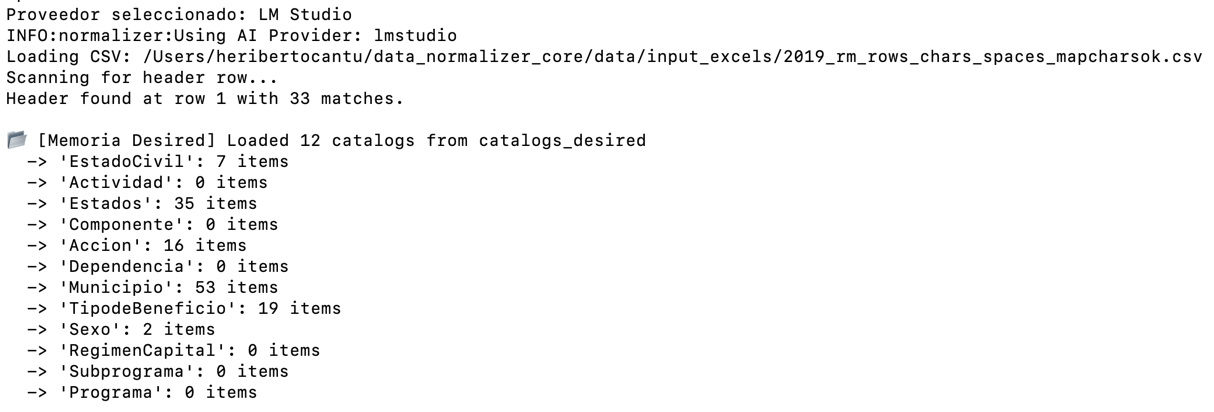 Proveedor seleccionado: LM Studio
INFO:normalizer:Using AI Provider: lmstudio
Loading CSV: /Users/heribertocantu/data_normalizer_core/data/input_excels/2019_rm_rows_chars_spaces_mapcharsok.csv
Scanning for header row...
Header found at row 1 with 33 matches.
[Memoria Desired] Loaded 12 catalogs from catalogs_desired
–> 'EstadoCivil': 7 items
–> 'Actividad': 0 items
–> 'Estados': 35 items
–> 'Componente': 0 items
–> 'Accion': 16 items
–> 'Dependencia': 0 items
–> 'Municipio': 53 items
–> 'TipodeBeneficio': 19 items
–> 'Sexo': 2 items
–> 'RegimenCapital': 0 items
–> 'Subprograma': 0 items
–> 'Programa': 0 items